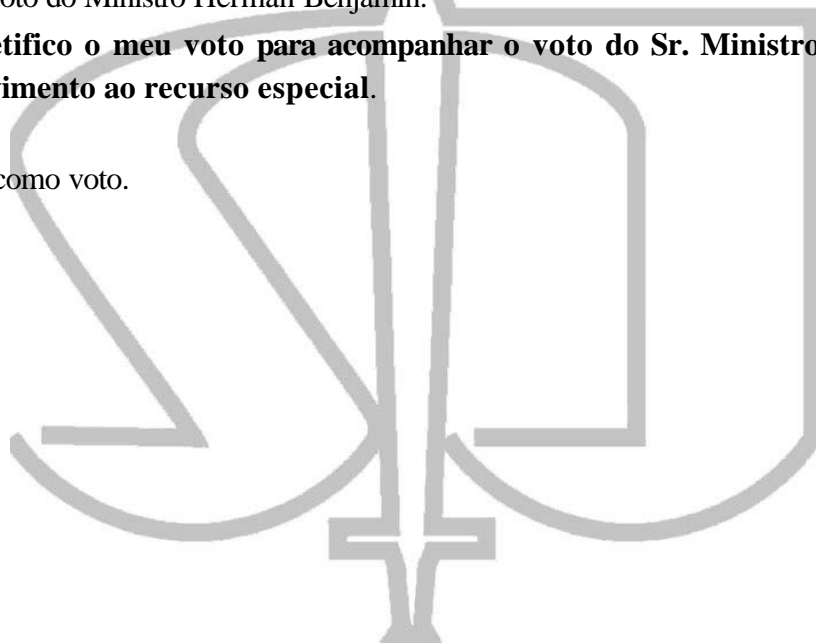 oto do Ministro Herman Benjamin.
etifico o meu voto para acompanhar o voto do Sr. Ministro
vimento ao recurso especial.
como voto.